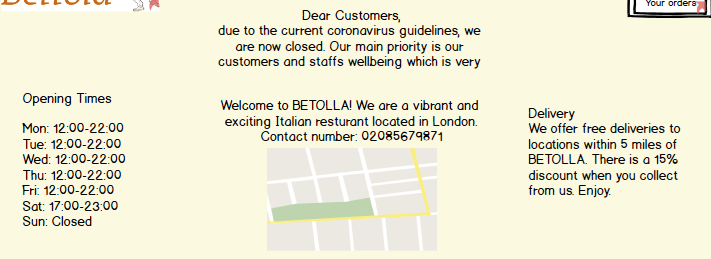 Bettola
Your orders
Dear Customers,
due to the current coronavirus guidelines, we
are now closed. Our main priority is our
customers and staffs wellbeing which is very
Opening Times
Mon: 12:00-22:00
Tue: 12:00-22:00
Wed: 12:00-22:00
Thu: 12:00-22:00
Fri: 12:00-22:00
Sat: 17:00-23:00
Sun: Closed
Welcome to BETOLLA! We are a vibrant and
exciting Italian resturant located in London.
Contact number: 02085679871
Delivery
We offer free deliveries to
locations within 5 miles of
BETOLLA. There is a 15%
discount when you collect
from us. Enjoy.